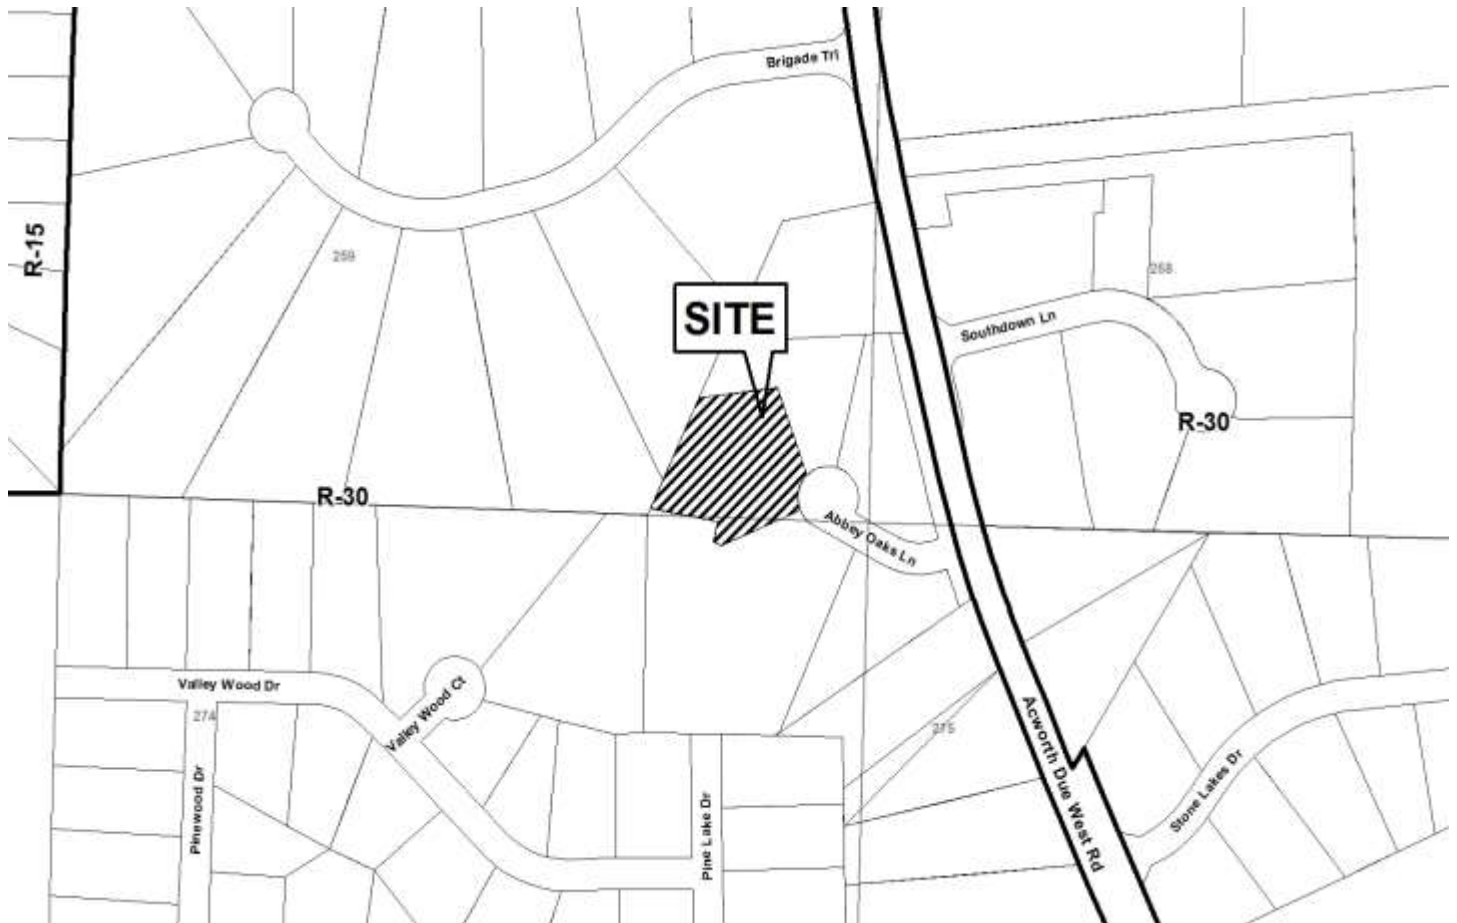 Brigade Trl
R-15
259
268
SITE
Southdown Ln
R-30
R-30
Abbey Oaks Ln
Valley Wood Dr
Valley Wood Ct
274
275
Acworth Due West Rd
Stone Lakes Dr
Pinewood Dr
Pine Lake Dr